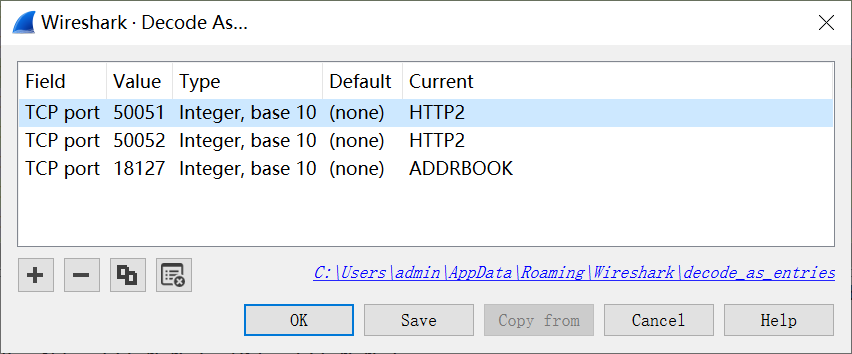 Wireshark · Decode As...
Field Value Type Default Current
TCP port 50051 Integer, base 10 (none) HTTP2
TCP port 50052 Integer, base 10 (none) HTTP2
TCP port 18127 Integer, base 10 (none) ADDRBOOK
C:\Users\admin\AppData\Roaming\Wireshark\decode_as_entries
OK Save Copy from Cancel Help